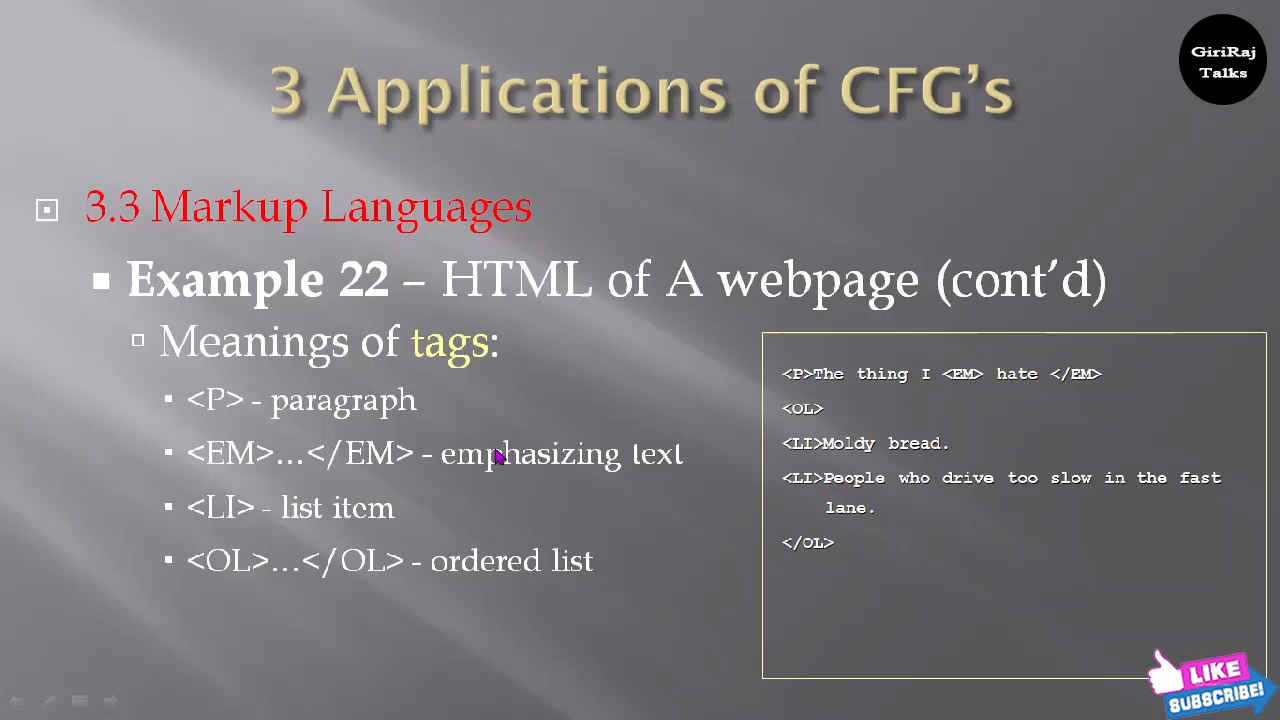 GiriRaj
Talks
3 Applications of CFG's
3.3 Markup Languages
Example 22 – HTML of A webpage (cont'd)
Meanings of tags:
<P> - paragraph
<EM>…</EM> - emphasizing text
<LI> - list item
<OL>…</OL> - ordered list
<P>The thing I <EM> hate </EM>
<OL>
<LI>Moldy bread.
<LI>People who drive too slow in the fast
lane.
</OL>
LIKE
SUBSCRIBE!